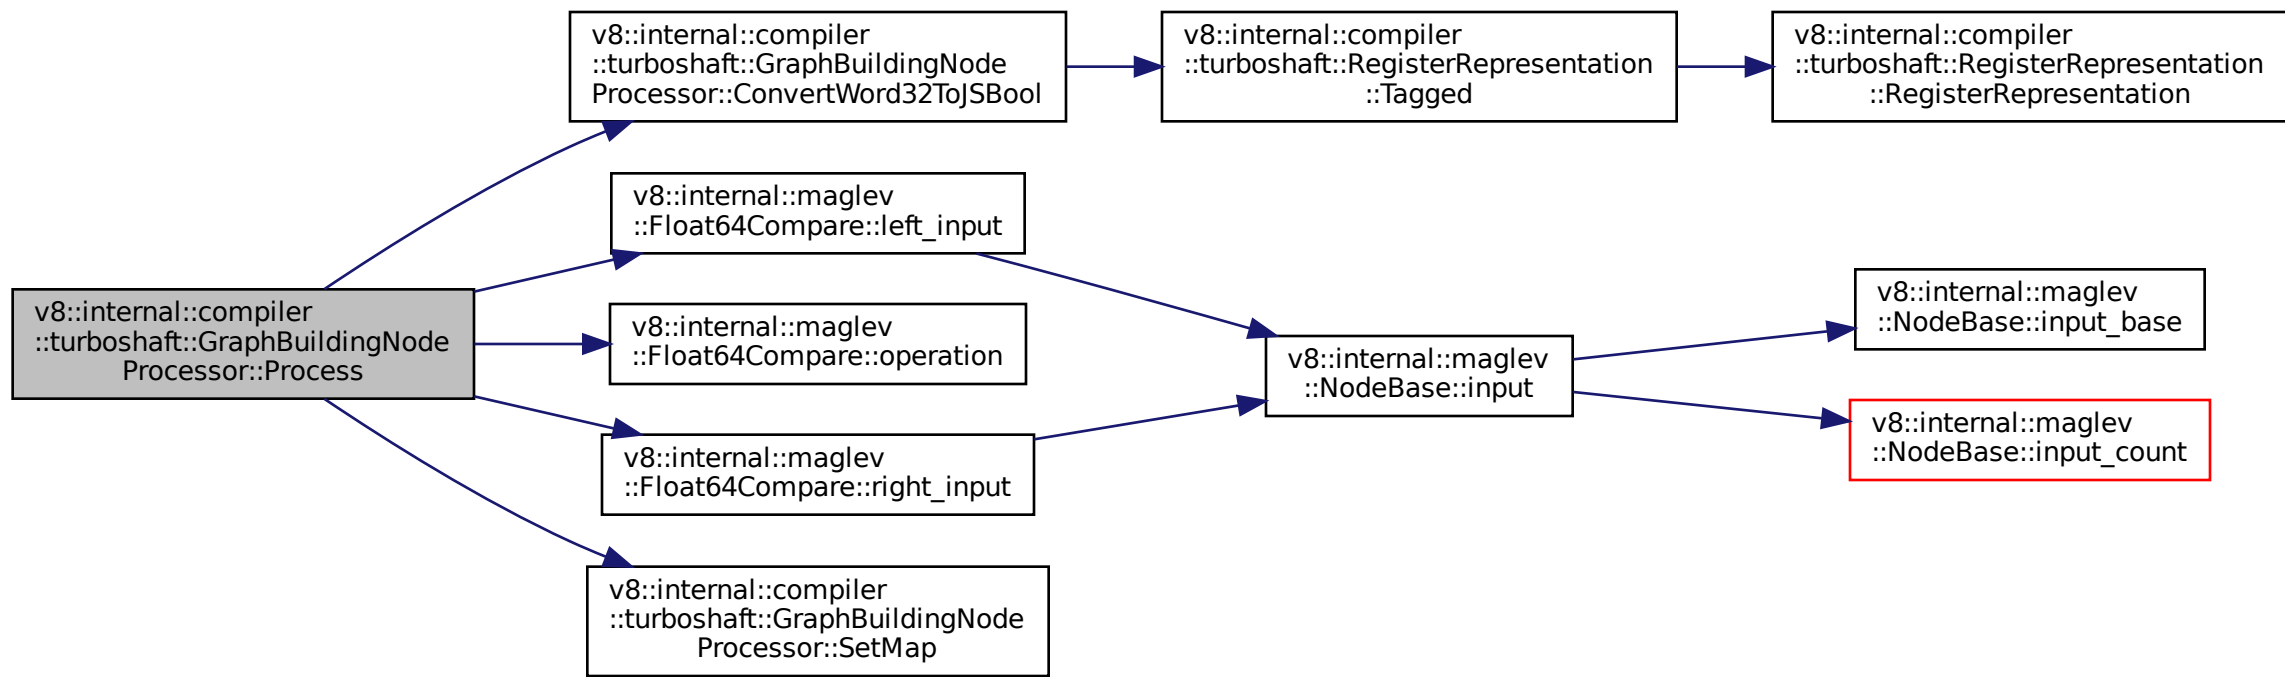 v8::internal::compiler
::turboshaft::GraphBuildingNode
Processor::Process
v8::internal::compiler
::turboshaft::GraphBuildingNode
Processor::ConvertWord32ToJSBool
v8::internal::compiler
::turboshaft::RegisterRepresentation
::Tagged
v8::internal::compiler
::turboshaft::RegisterRepresentation
::RegisterRepresentation
v8::internal::maglev
::Float64Compare::left_input
v8::internal::maglev
::Float64Compare::operation
v8::internal::maglev
::Float64Compare::right_input
v8::internal::compiler
::turboshaft::GraphBuildingNode
Processor::SetMap
v8::internal::maglev
::NodeBase::input
v8::internal::maglev
::NodeBase::input_base
v8::internal::maglev
::NodeBase::input_count